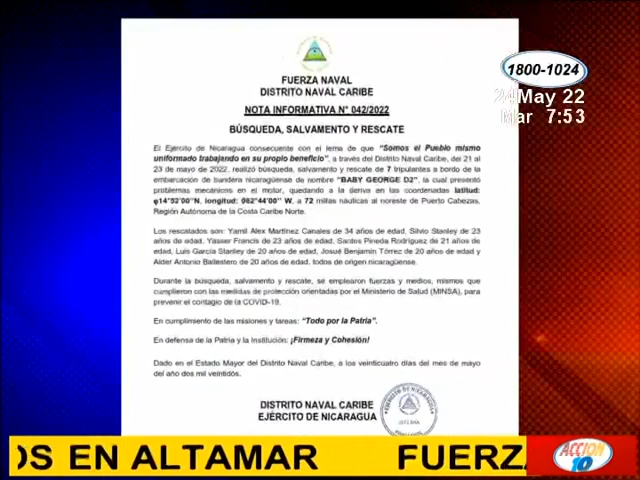 FUERZA NAVAL
DISTRITO NAVAL CARIBE
NOTA INFORMATIVA N° 042/2022
BÚSQUEDA, SALVAMENTO Y RESCATE
El Ejército de Nicaragua consecuente con el lema de que "Somos el Pueblo mismo
uniformado trabajando en su propio beneficio", a través del Distrito Naval Caribe, del 21 al
23 de mayo de 2022, realizó búsqueda, salvamento y rescate de 7 tripulantes a bordo de la
embarcación de bandera nicaragüense de nombre "BABY GEORGE D2", la cual presentó
problemas mecánicos en el motor, quedando a la deriva en las coordenadas latitud:
φ14°52'00"N, longitud: 082°44'00" W, a 72 millas náuticas al noreste de Puerto Cabezas,
Región Autónoma de la Costa Caribe Norte.
Los rescatados son: Yamil Alex Martínez Canales de 34 años de edad, Silvio Stanley de 23
años de edad, Yasser Francis de 23 años de edad, Santos Pineda Rodríguez de 21 años
de edad, Luis García Stanley de 20 años de edad, Josué Benjamín Tórrez de 20 años de edad y
Alder Antonio Ballestero de 20 años de edad, todos de origen nicaragüense.
Durante la búsqueda, salvamento y rescate, se emplearon fuerzas y medios, mismos que
cumplieron con las medidas de protección orientadas por el Ministerio de Salud (MINSA), para
prevenir el contagio de la COVID-19.
En cumplimiento de las misiones y tareas: "Todo por la Patria".
En defensa de la Patria y la Institución: ¡Firmeza y Cohesión!
Dado en el Estado Mayor del Distrito Naval Caribe, a los veinticuatro días del mes de mayo
del año dos mil veintidós.
DISTRITO NAVAL CARIBE
EJÉRCITO DE NICARAGUA
1800-1024
24May 22
Mar 7:53
OS EN ALTAMAR FUERZA
ACCION
10